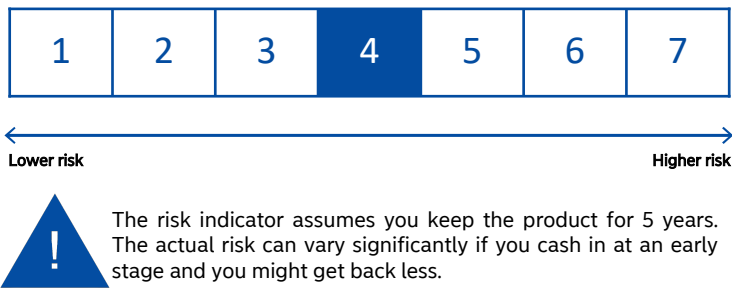 1 2 3 4 5 6 7
Lower risk Higher risk
!
The risk indicator assumes you keep the product for 5 years.
The actual risk can vary significantly if you cash in at an early
stage and you might get back less.